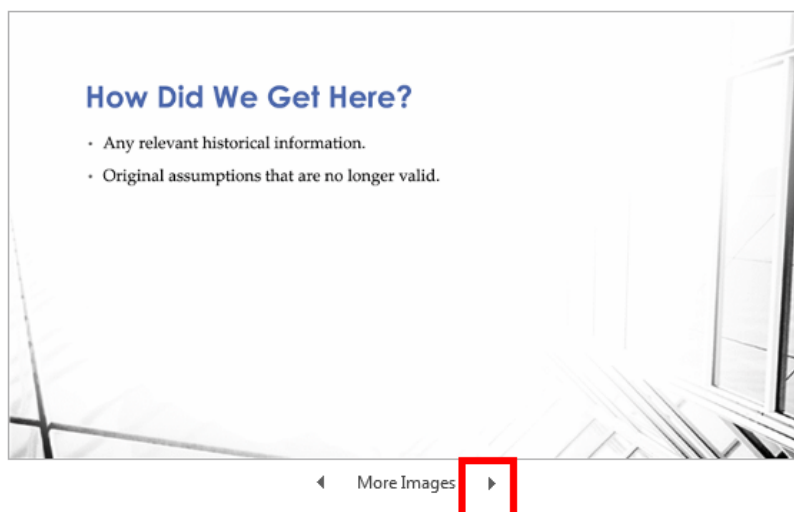 How Did We Get Here?
• Any relevant historical information.
• Original assumptions that are no longer valid.
More Images